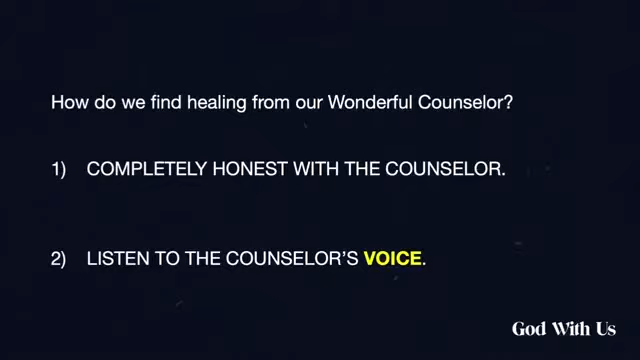 How do we find healing from our Wonderful Counselor?
1) COMPLETELY HONEST WITH THE COUNSELOR.
2) LISTEN TO THE COUNSELOR'S VOICE.
God With Us